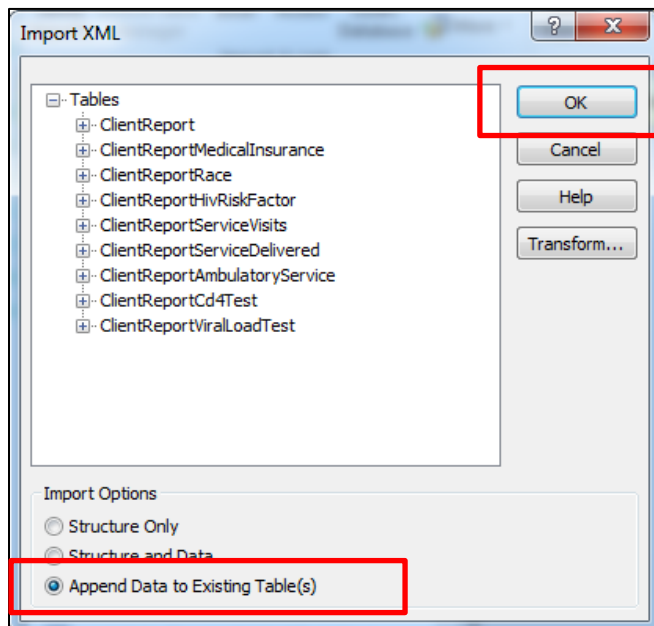 Import XML
Tables
ClientReport
ClientReportMedicalInsurance
ClientReportRace
ClientReportHivRiskFactor
ClientReportServiceVisits
ClientReportServiceDelivered
ClientReportAmbulatoryService
ClientReportCd4Test
ClientReportViralLoadTest
OK
Cancel
Help
Transform...
Import Options
Structure Only
Structure and Data
Append Data to Existing Table(s)